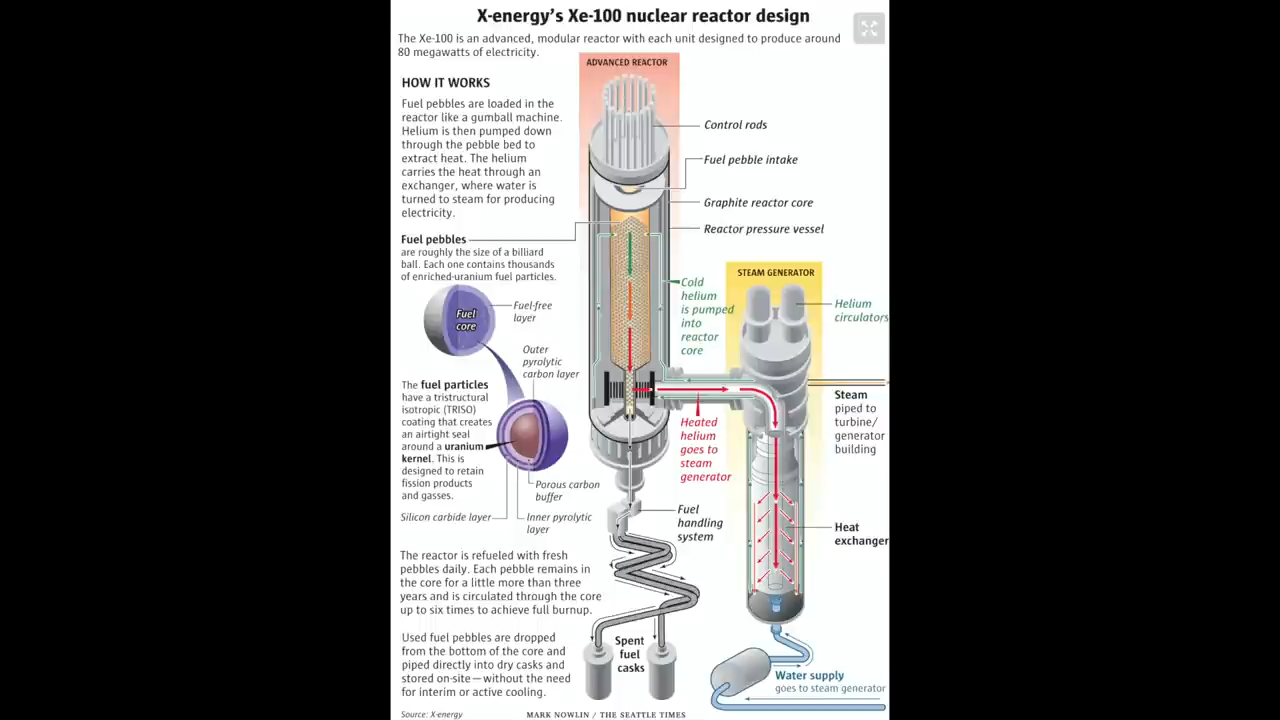 X-energy's Xe-100 nuclear reactor design
The Xe-100 is an advanced, modular reactor with each unit designed to produce around
80 megawatts of electricity.
ADVANCED REACTOR
HOW IT WORKS
Fuel pebbles are loaded in the
reactor like a gumball machine.
Helium is then pumped down
through the pebble bed to
extract heat. The helium
carries the heat through an
exchanger, where water is
turned to steam for producing
electricity.
Control rods
Fuel pebble intake
Graphite reactor core
Reactor pressure vessel
Fuel pebbles
are roughly the size of a billiard
ball. Each one contains thousands
of enriched-uranium fuel particles.
Fuel
core
Fuel-free
layer
Outer
pyrolytic
carbon layer
The fuel particles
have a tristructural
isotropic (TRISO)
coating that creates
an airtight seal
around a uranium
kernel. This is
designed to retain
fission products
and gasses.
Porous carbon
buffer
Silicon carbide layer
Inner pyrolytic
layer
Cold
helium
is pumped
into
reactor
core
STEAM GENERATOR
Helium
circulators
Steam
piped to
turbine/
generator
building
Heated
helium
goes to
steam
generator
Fuel
handling
system
Heat
exchanger
The reactor is refueled with fresh
pebbles daily. Each pebble remains in
the core for a little more than three
years and is circulated through the core
up to six times to achieve full burnup.
Used fuel pebbles are dropped
from the bottom of the core and
piped directly into dry casks and
stored on-site—without the need
for interim or active cooling.
Spent
fuel
casks
Water supply
goes to steam generator
Source: X-energy
MARK NOWLIN / THE SEATTLE TIMES